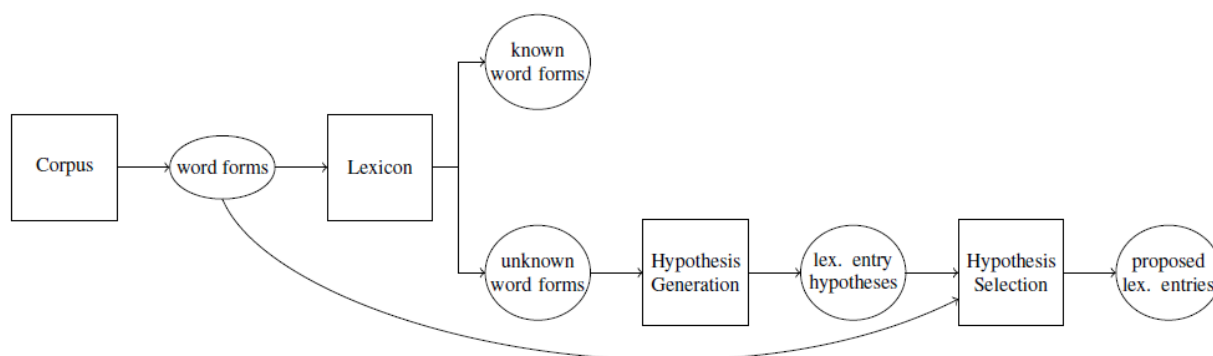 known
word forms
Corpus
word forms
Lexicon
unknown
word forms
Hypothesis
Generation
lex. entry
hypotheses
Hypothesis
Selection
proposed
lex. entries